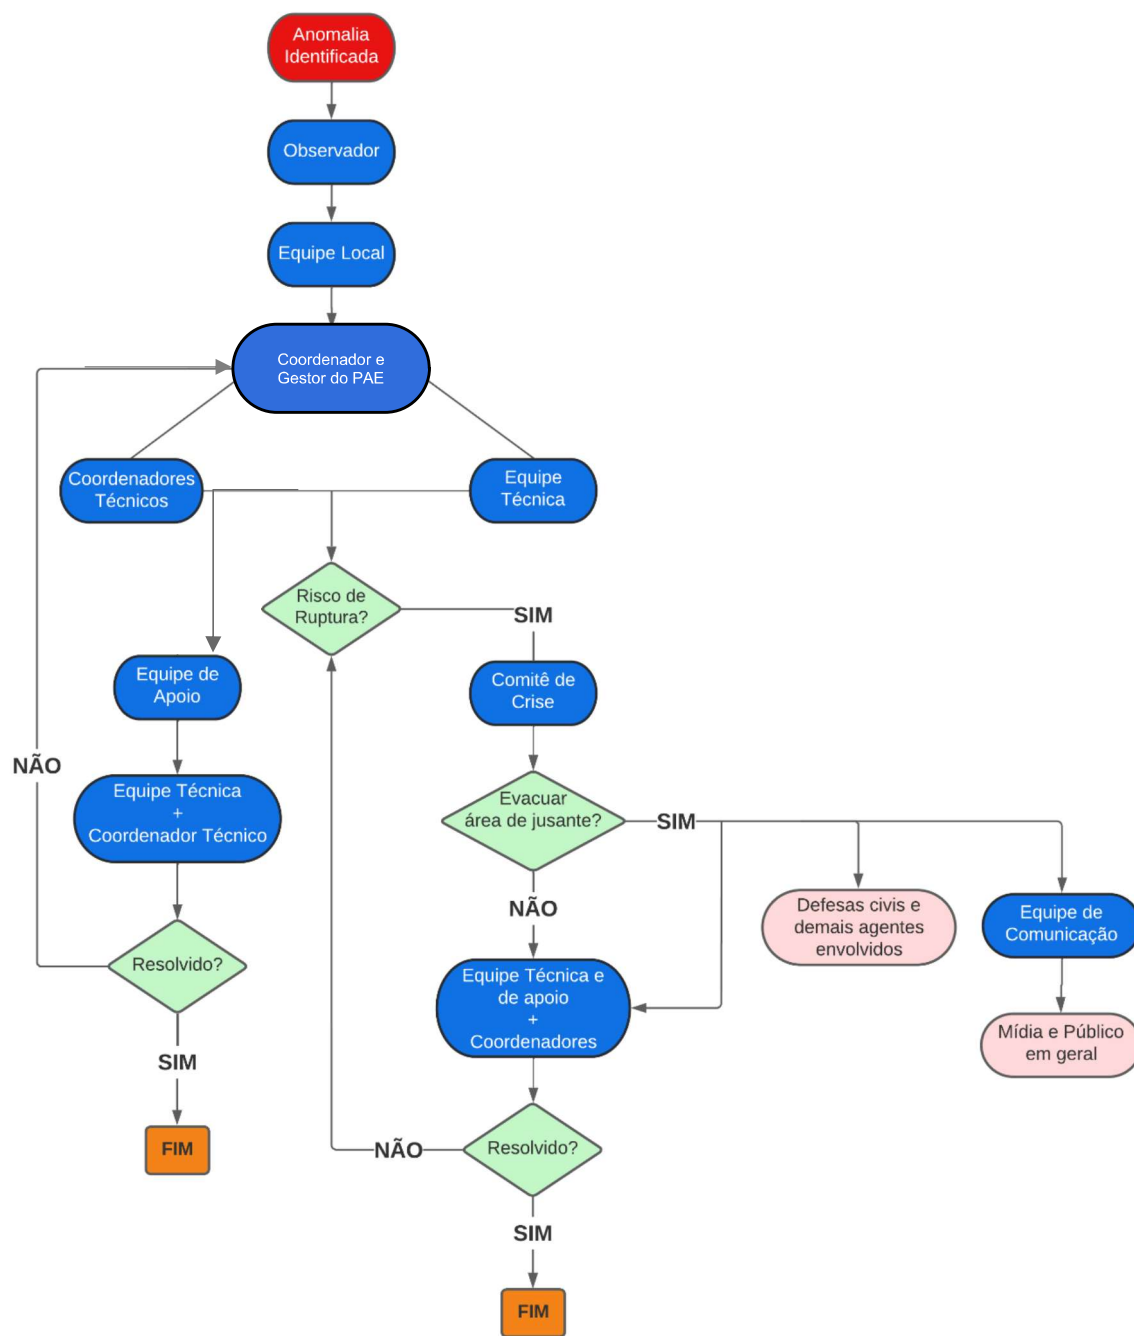 Anomalia
Identificada
Observador
Equipe Local
Coordenador e
Gestor do PAE
Coordenadores
Técnicos
Equipe
Técnica
Risco de
Ruptura?
SIM
Equipe de
Apoio
Comitê de
Crise
NÃO
Equipe Técnica
+
Coordenador Técnico
Evacuar
área de jusante?
SIM
NÃO
Defesas civis e
demais agentes
envolvidos
Equipe de
Comunicação
Resolvido?
Equipe Técnica e
de apoio
+
Coordenadores
Mídia e Público
em geral
SIM
FIM
NÃO
Resolvido?
SIM
FIM